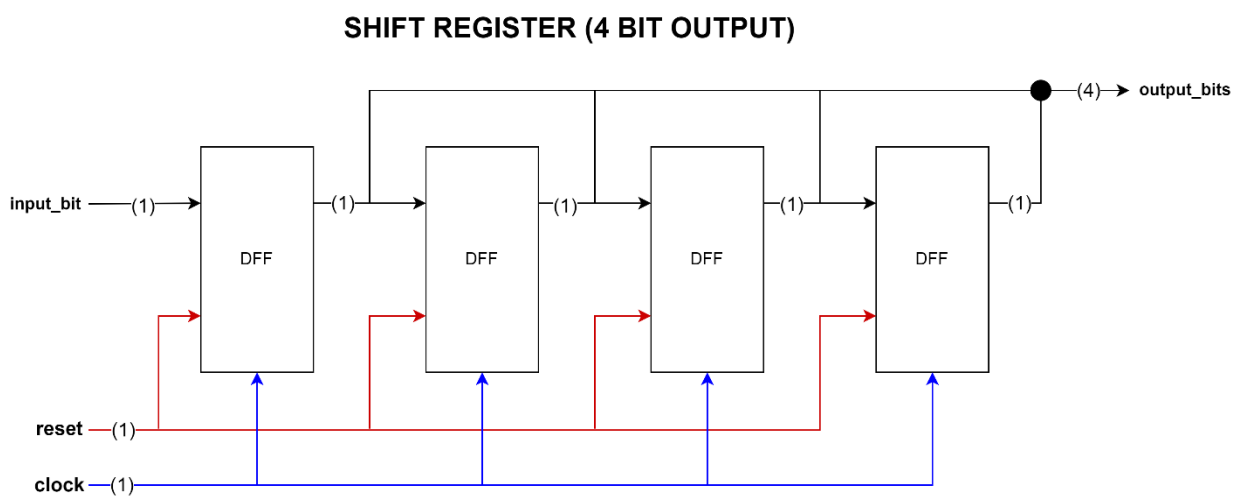 SHIFT REGISTER (4 BIT OUTPUT)
(4) output_bits
input_bit (1) (1) (1) (1) (1)
DFF DFF DFF DFF
reset (1)
clock (1)